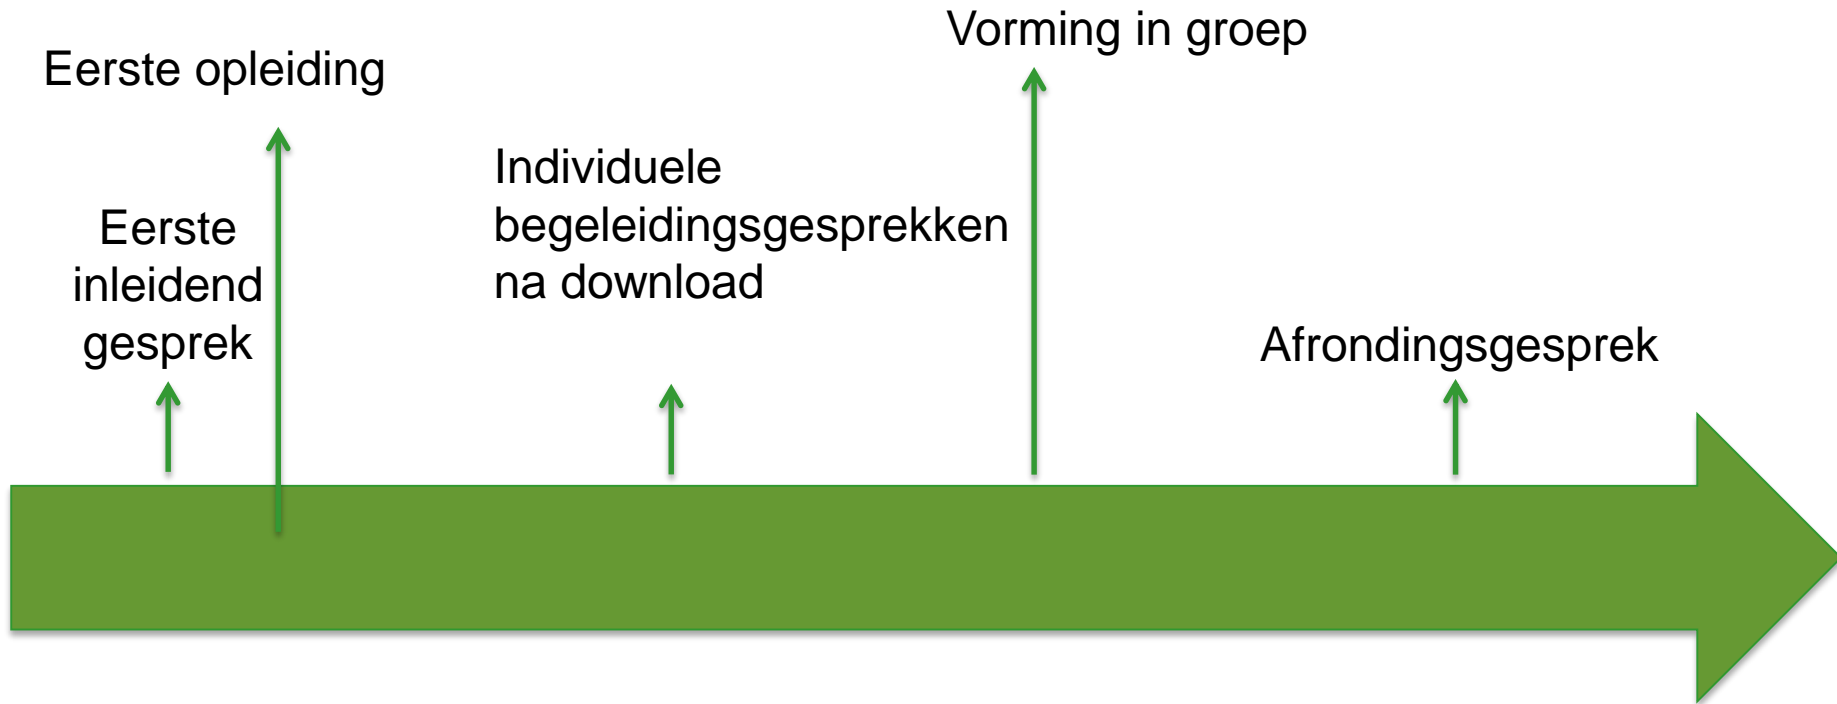 Eerste opleiding
Eerste
inleidend
gesprek
Individuele
begeleidingsgesprekken
na download
Vorming in groep
Afrondingsgesprek